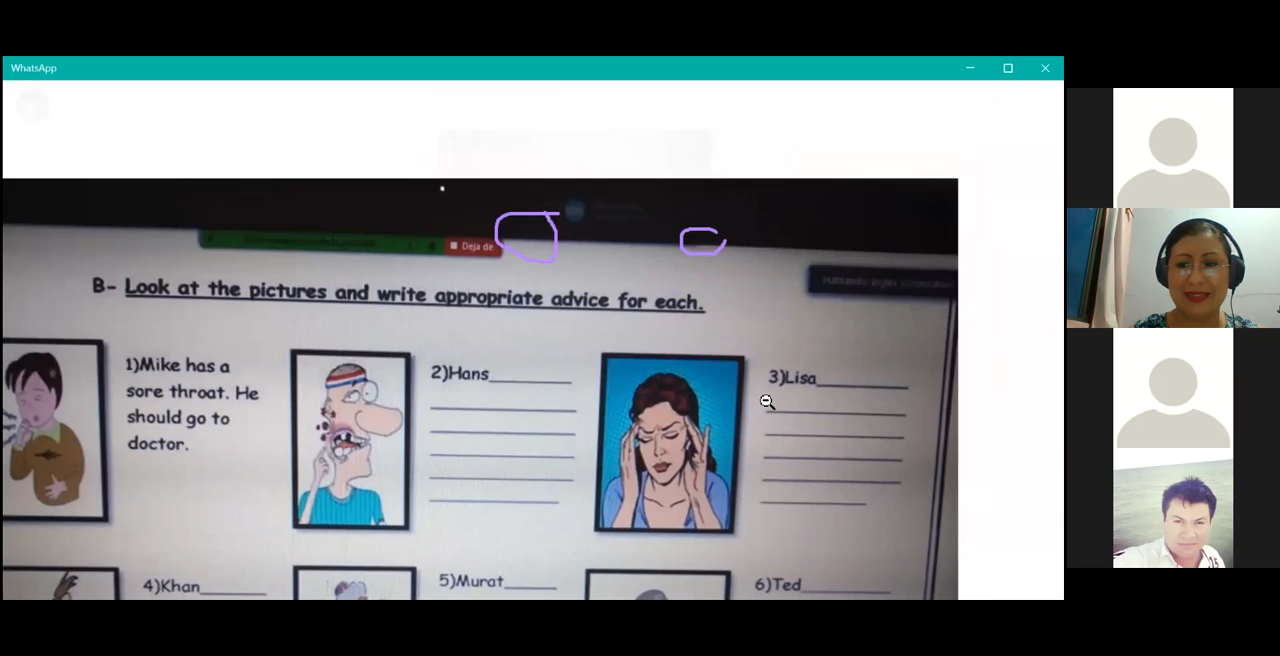 WhatsApp
Deja de
B- Look at the pictures and write appropriate advice for each.
1)Mike has a
sore throat. He
should go to
doctor.
2)Hans
3)Lisa
4)Khan
5)Murat
6)Ted